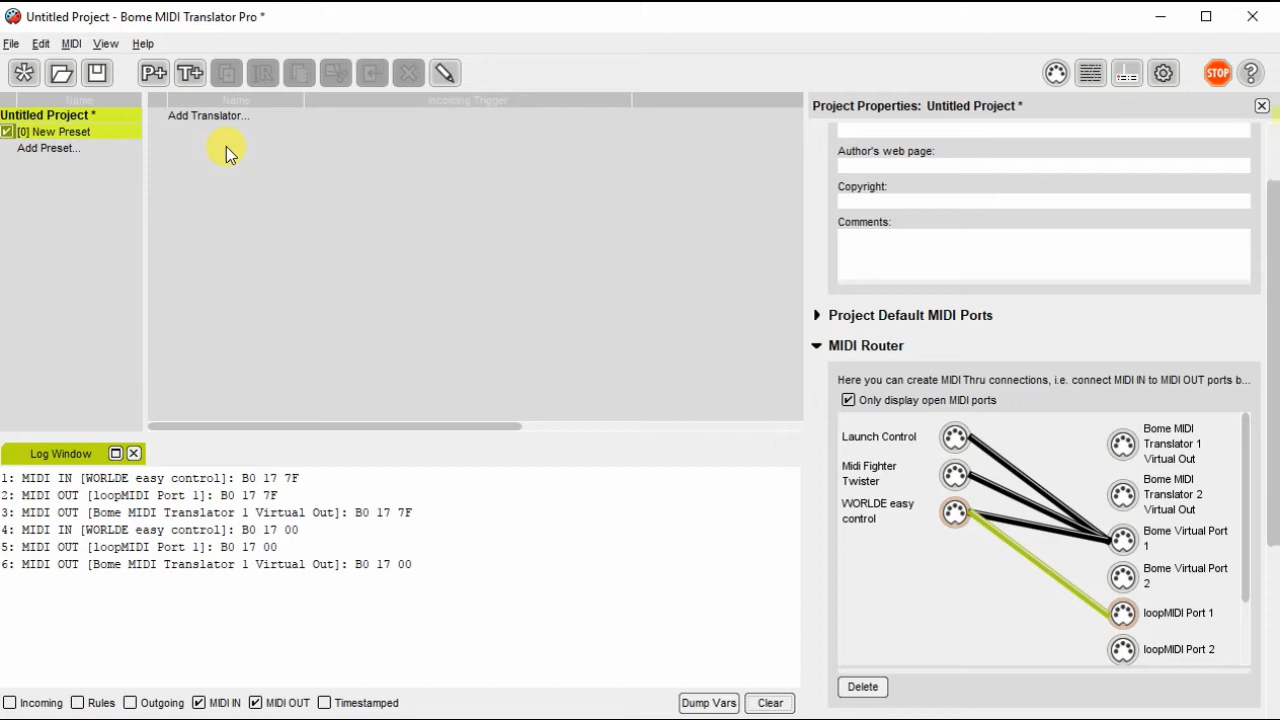 Untitled Project - Bome MIDI Translator Pro *
File Edit MIDI View Help
P+ T+ STOP ?
Name
Untitled Project *
[0] New Preset
Add Preset...
Name Incoming Trigger
Add Translator...
Project Properties: Untitled Project *
Author's web page:
Copyright:
Comments:
Project Default MIDI Ports
MIDI Router
Here you can create MIDI Thru connections, i.e. connect MIDI IN to MIDI OUT ports b...
Only display open MIDI ports
Launch Control
Midi Fighter
Twister
WORLDE easy
control
Bome MIDI
Translator 1
Virtual Out
Bome MIDI
Translator 2
Virtual Out
Bome Virtual Port
1
Bome Virtual Port
2
loopMIDI Port 1
loopMIDI Port 2
Delete
Log Window
1: MIDI IN [WORLDE easy control]: B0 17 7F
2: MIDI OUT [loopMIDI Port 1]: B0 17 7F
3: MIDI OUT [Bome MIDI Translator 1 Virtual Out]: B0 17 7F
4: MIDI IN [WORLDE easy control]: B0 17 00
5: MIDI OUT [loopMIDI Port 1]: B0 17 00
6: MIDI OUT [Bome MIDI Translator 1 Virtual Out]: B0 17 00
Incoming Rules Outgoing MIDI IN MIDI OUT Timestamped Dump Vars Clear